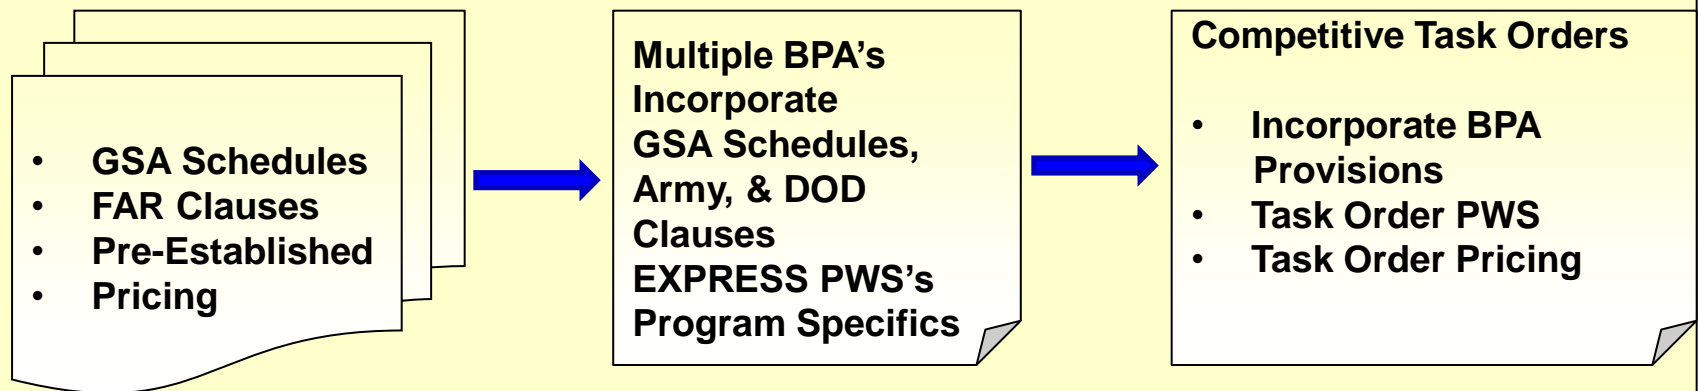 • GSA Schedules
• FAR Clauses
• Pre-Established
• Pricing
Multiple BPA’s
Incorporate
GSA Schedules,
Army, & DOD
Clauses
EXPRESS PWS’s
Program Specifics
Competitive Task Orders
• Incorporate BPA
Provisions
• Task Order PWS
• Task Order Pricing